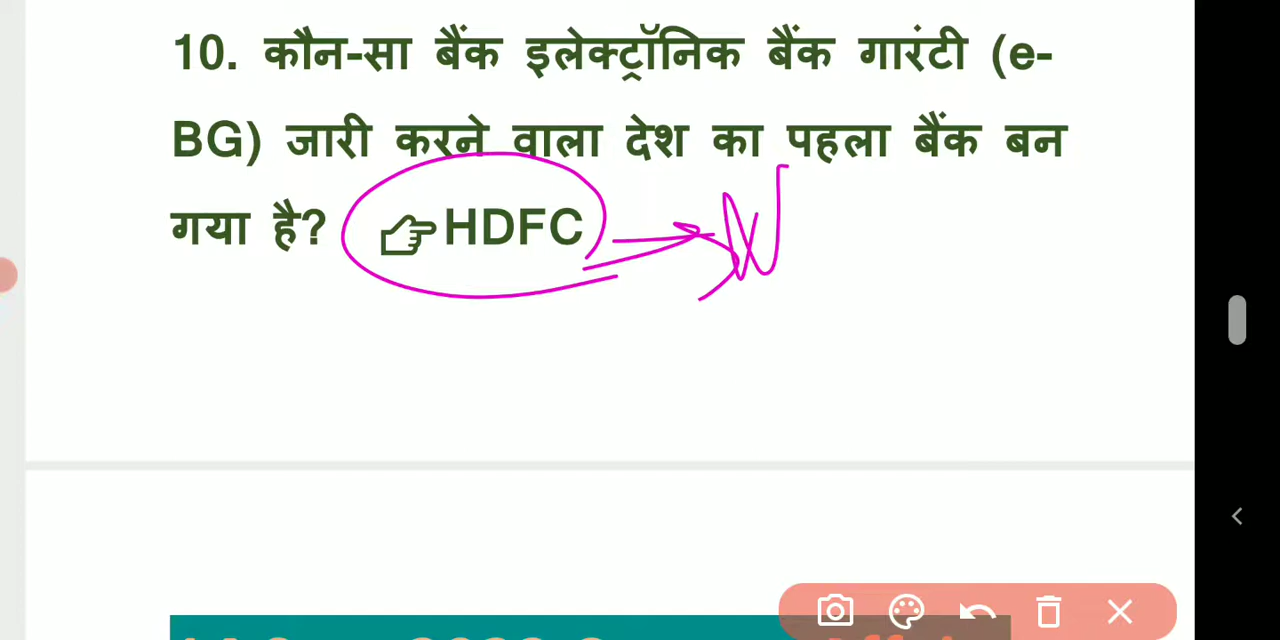 10. कौन-सा बैंक इलेक्ट्रॉनिक बैंक गारंटी (e-
BG) जारी करने वाला देश का पहला बैंक बन
गया है? 👉HDFC
N